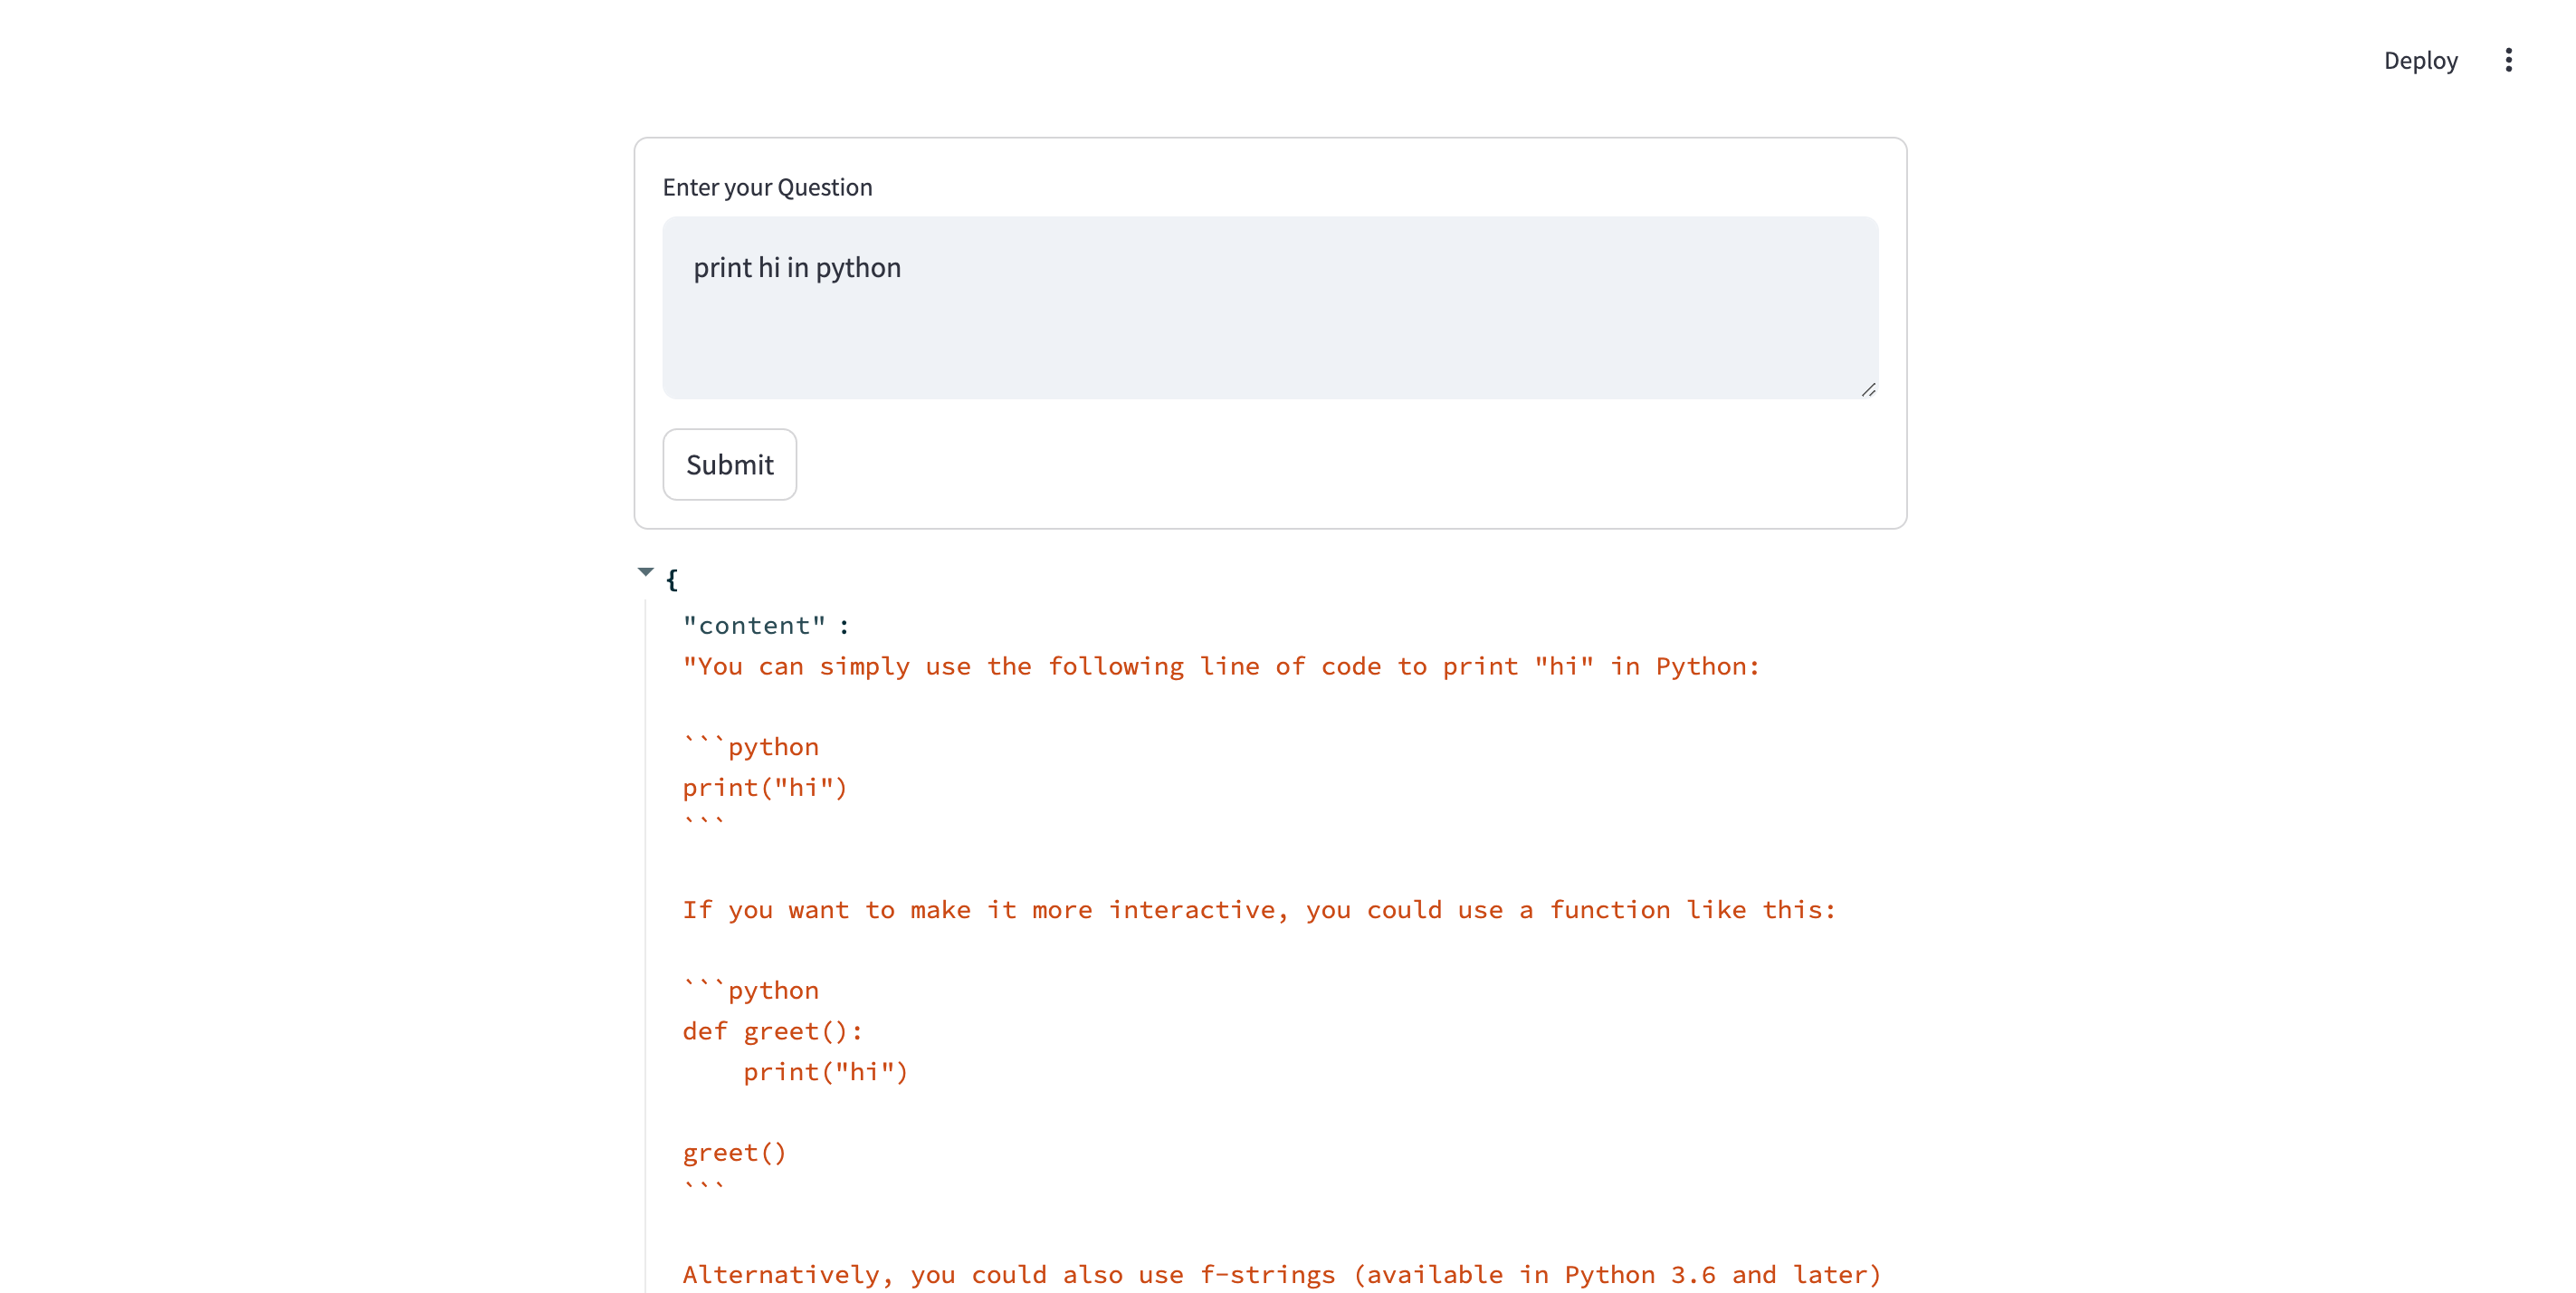 Deploy
Enter your Question
print hi in python
Submit
{
"content" :
"You can simply use the following line of code to print "hi" in Python:
```python
print("hi")
```
If you want to make it more interactive, you could use a function like this:
```python
def greet():
    print("hi")
greet()
```
Alternatively, you could also use f-strings (available in Python 3.6 and later)